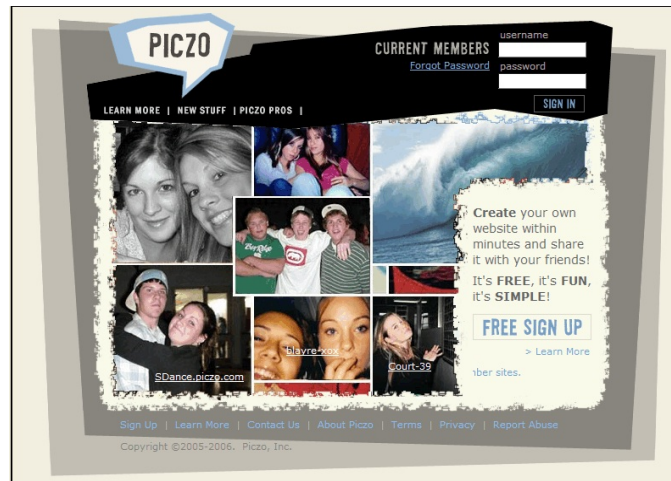 PICZO
CURRENT MEMBERS
username
Forgot Password
password
SIGN IN
LEARN MORE | NEW STUFF | PICZO PROS |
Create your own
website within
minutes and share
it with your friends!
It's FREE, it's FUN,
it's SIMPLE!
FREE SIGN UP
> Learn More
ber sites.
SDance.piczo.com
blayre-xox
Court-39
Sign Up | Learn More | Contact Us | About Piczo | Terms | Privacy | Report Abuse
Copyright ©2005-2006. Piczo, Inc.